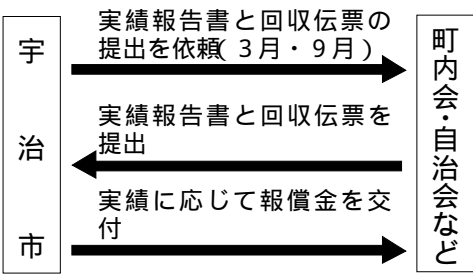 宇治市
実績報告書と回収伝票の
提出を依頼(3月・9月)
実績報告書と回収伝票を
提出
実績に応じて報償金を交
付
町内会・自治会など